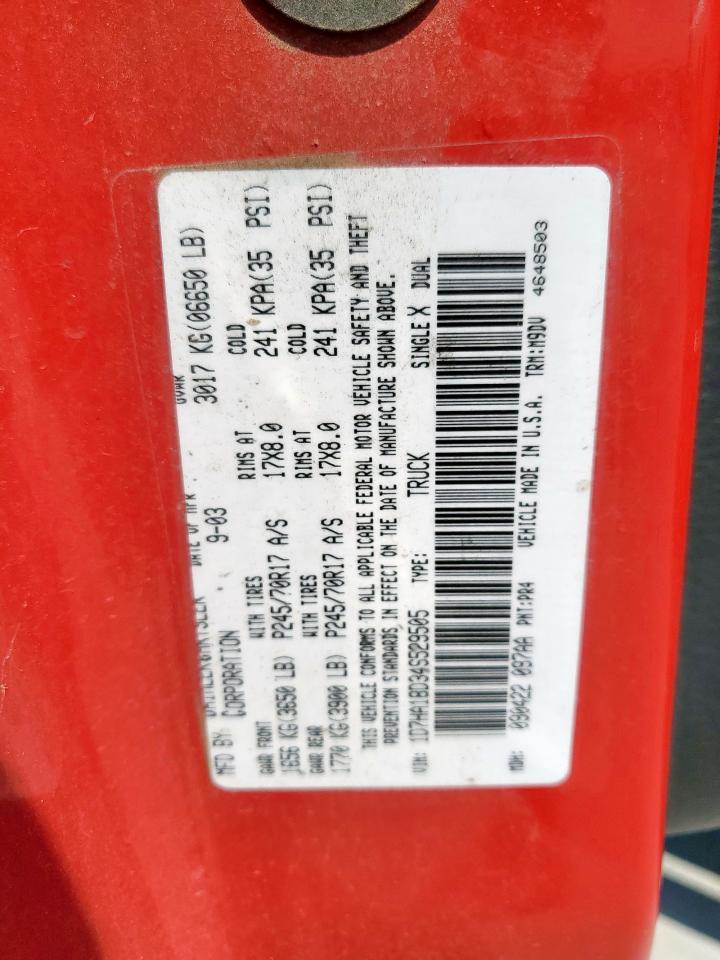 MFD BY: DAIMLERCHRYSLER DATE OF MFR GVWR
CORPORATION 9-03 3017 KG(06650 LB)
GAWR FRONT WITH TIRES RIMS AT COLD
1656 KG(3650 LB) P245/70R17 A/S 17X8.0 241 KPA(35 PSI)
GAWR REAR WITH TIRES RIMS AT COLD
1770 KG(3900 LB) P245/70R17 A/S 17X8.0 241 KPA(35 PSI)
THIS VEHICLE CONFORMS TO ALL APPLICABLE FEDERAL MOTOR VEHICLE SAFETY AND THEFT
PREVENTION STANDARDS IN EFFECT ON THE DATE OF MANUFACTURE SHOWN ABOVE.
VIN: 1D7HA18D34S529505 TYPE: TRUCK SINGLE X DUAL
MDH: 090422 097AA PNT:PR4 VEHICLE MADE IN U.S.A. TRM:M9DV 4648503